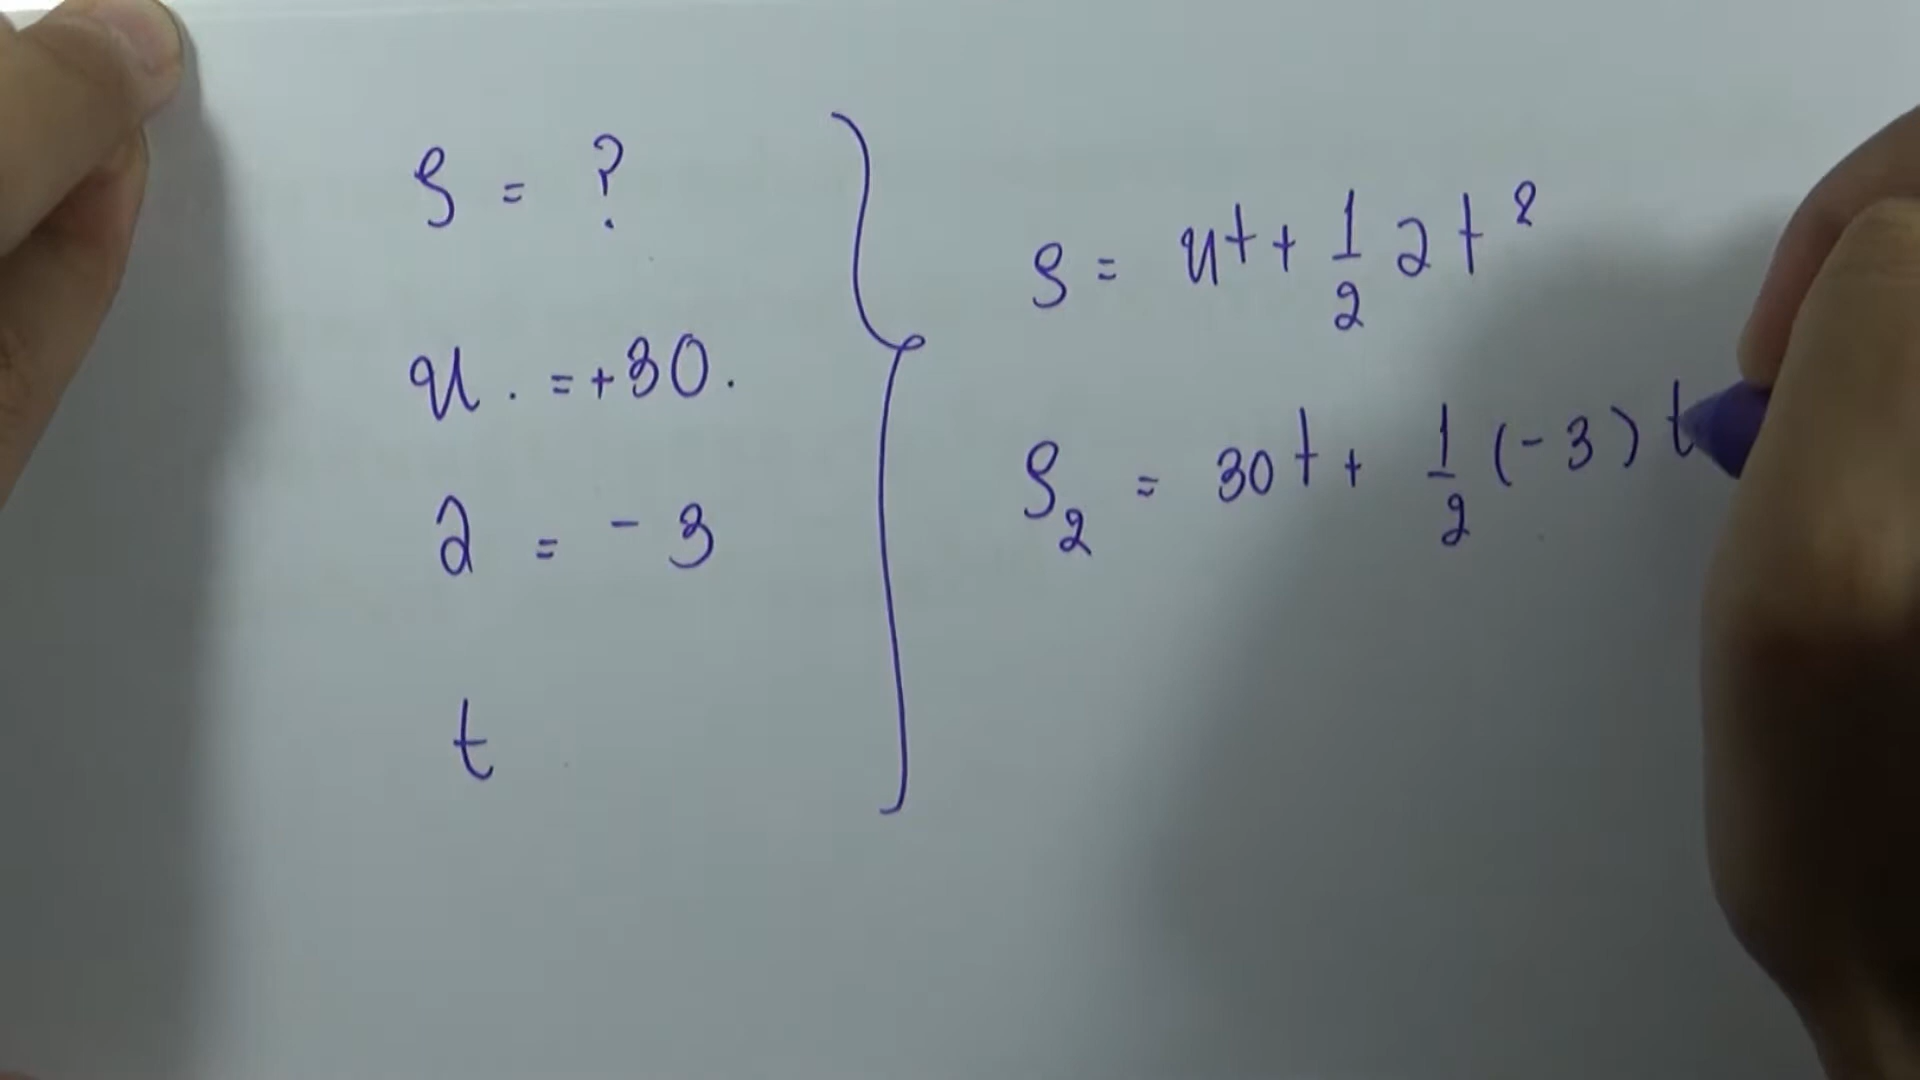 s = ?
u . = +30.
a = - 3
t
s = ut + 1/2 at²
s₂ = 30t + 1/2 (-3) t